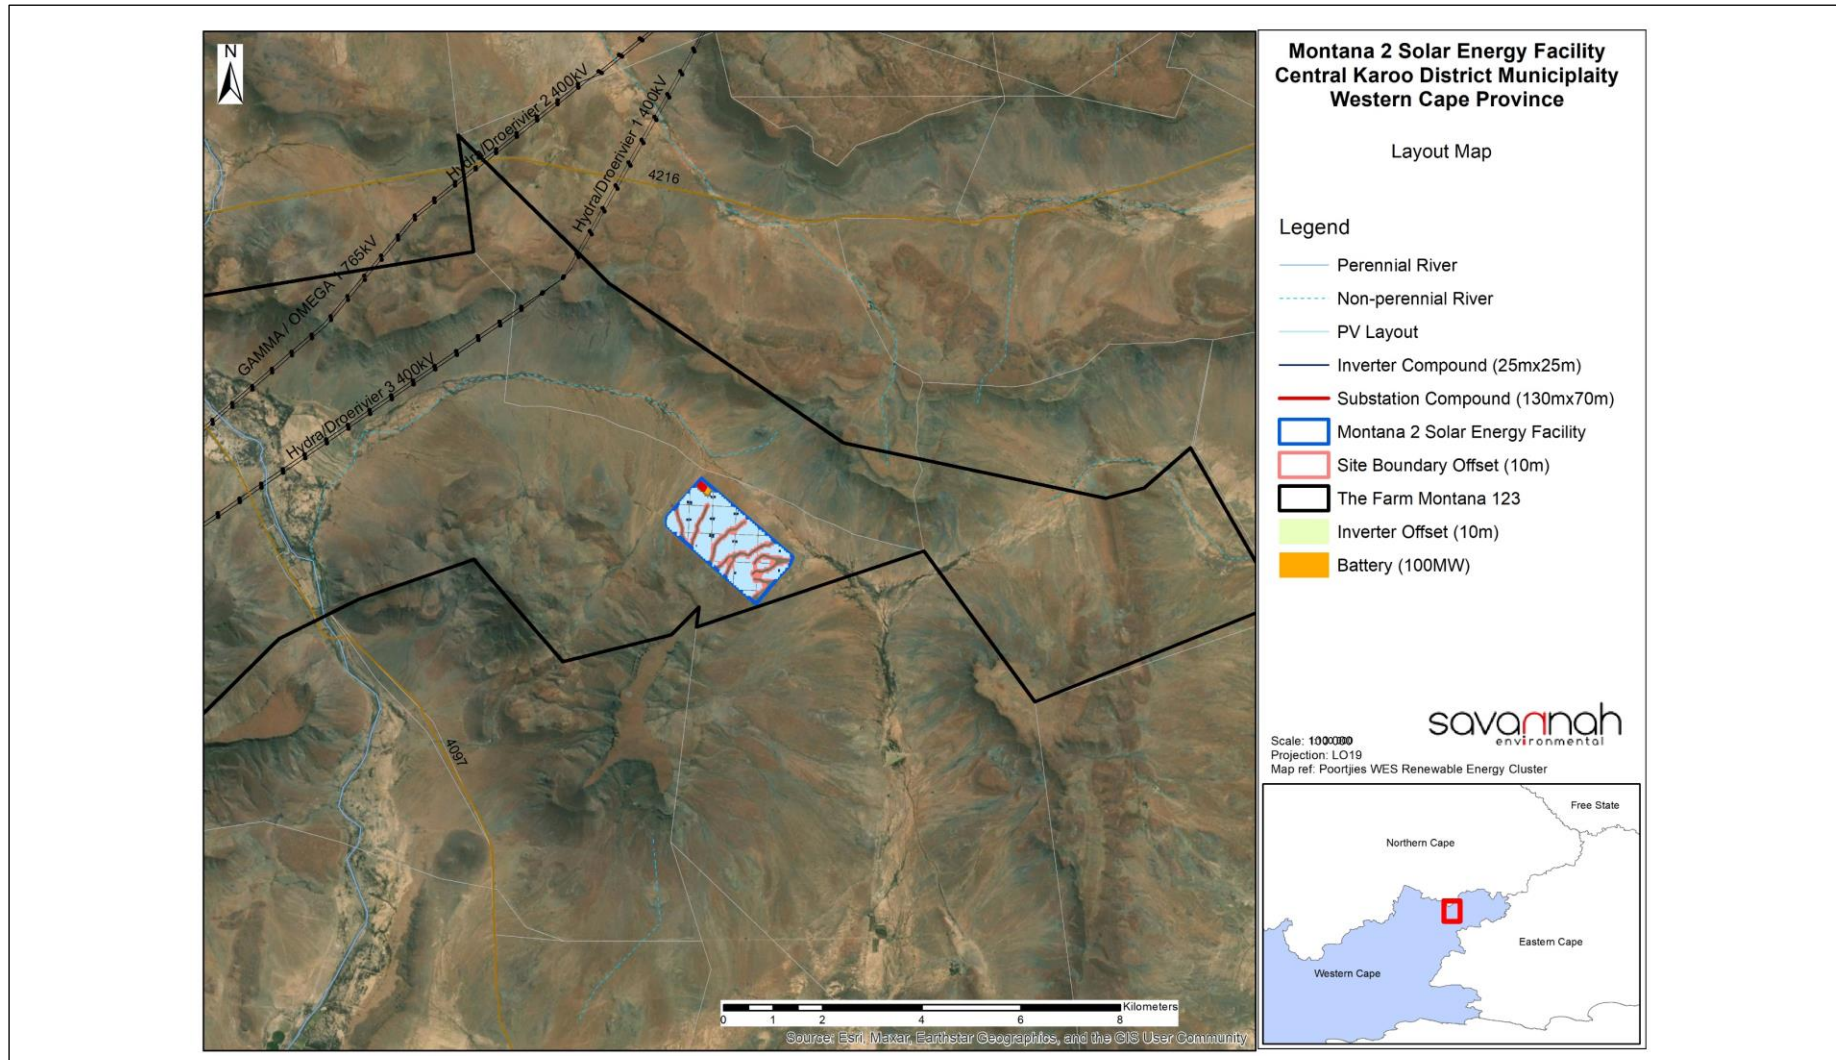 N
Hydra/Droerivier 2 400kV
Hydra/Droerivier 1 400kV
4216
GAMMA / OMEGA 1 765kV
Hydra/Droerivier 3 400kV
4097
Kilometers
0 1 2 4 6 8
Source: Esri, Maxar, Earthstar Geographics, and the GIS User Community
Montana 2 Solar Energy Facility
Central Karoo District Municiplaity
Western Cape Province
Layout Map
Legend
Perennial River
Non-perennial River
PV Layout
Inverter Compound (25mx25m)
Substation Compound (130mx70m)
Montana 2 Solar Energy Facility
Site Boundary Offset (10m)
The Farm Montana 123
Inverter Offset (10m)
Battery (100MW)
savannah
environmental
Scale:
Projection: LO19
Map ref: Poortjies WES Renewable Energy Cluster
Free State
Northern Cape
Eastern Cape
Western Cape